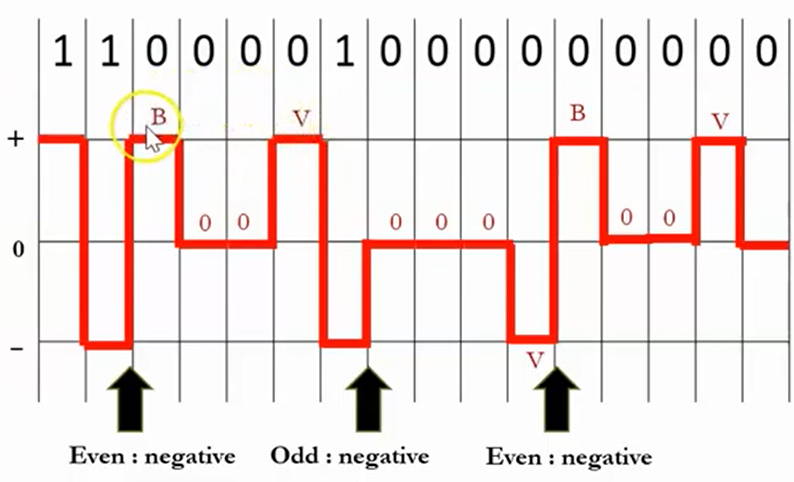 1 1 0 0 0 0 1 0 0 0 0 0 0 0 0 0
B V B V
+
0 0 0 0 0 0 0
0
−
V
Even : negative Odd : negative Even : negative